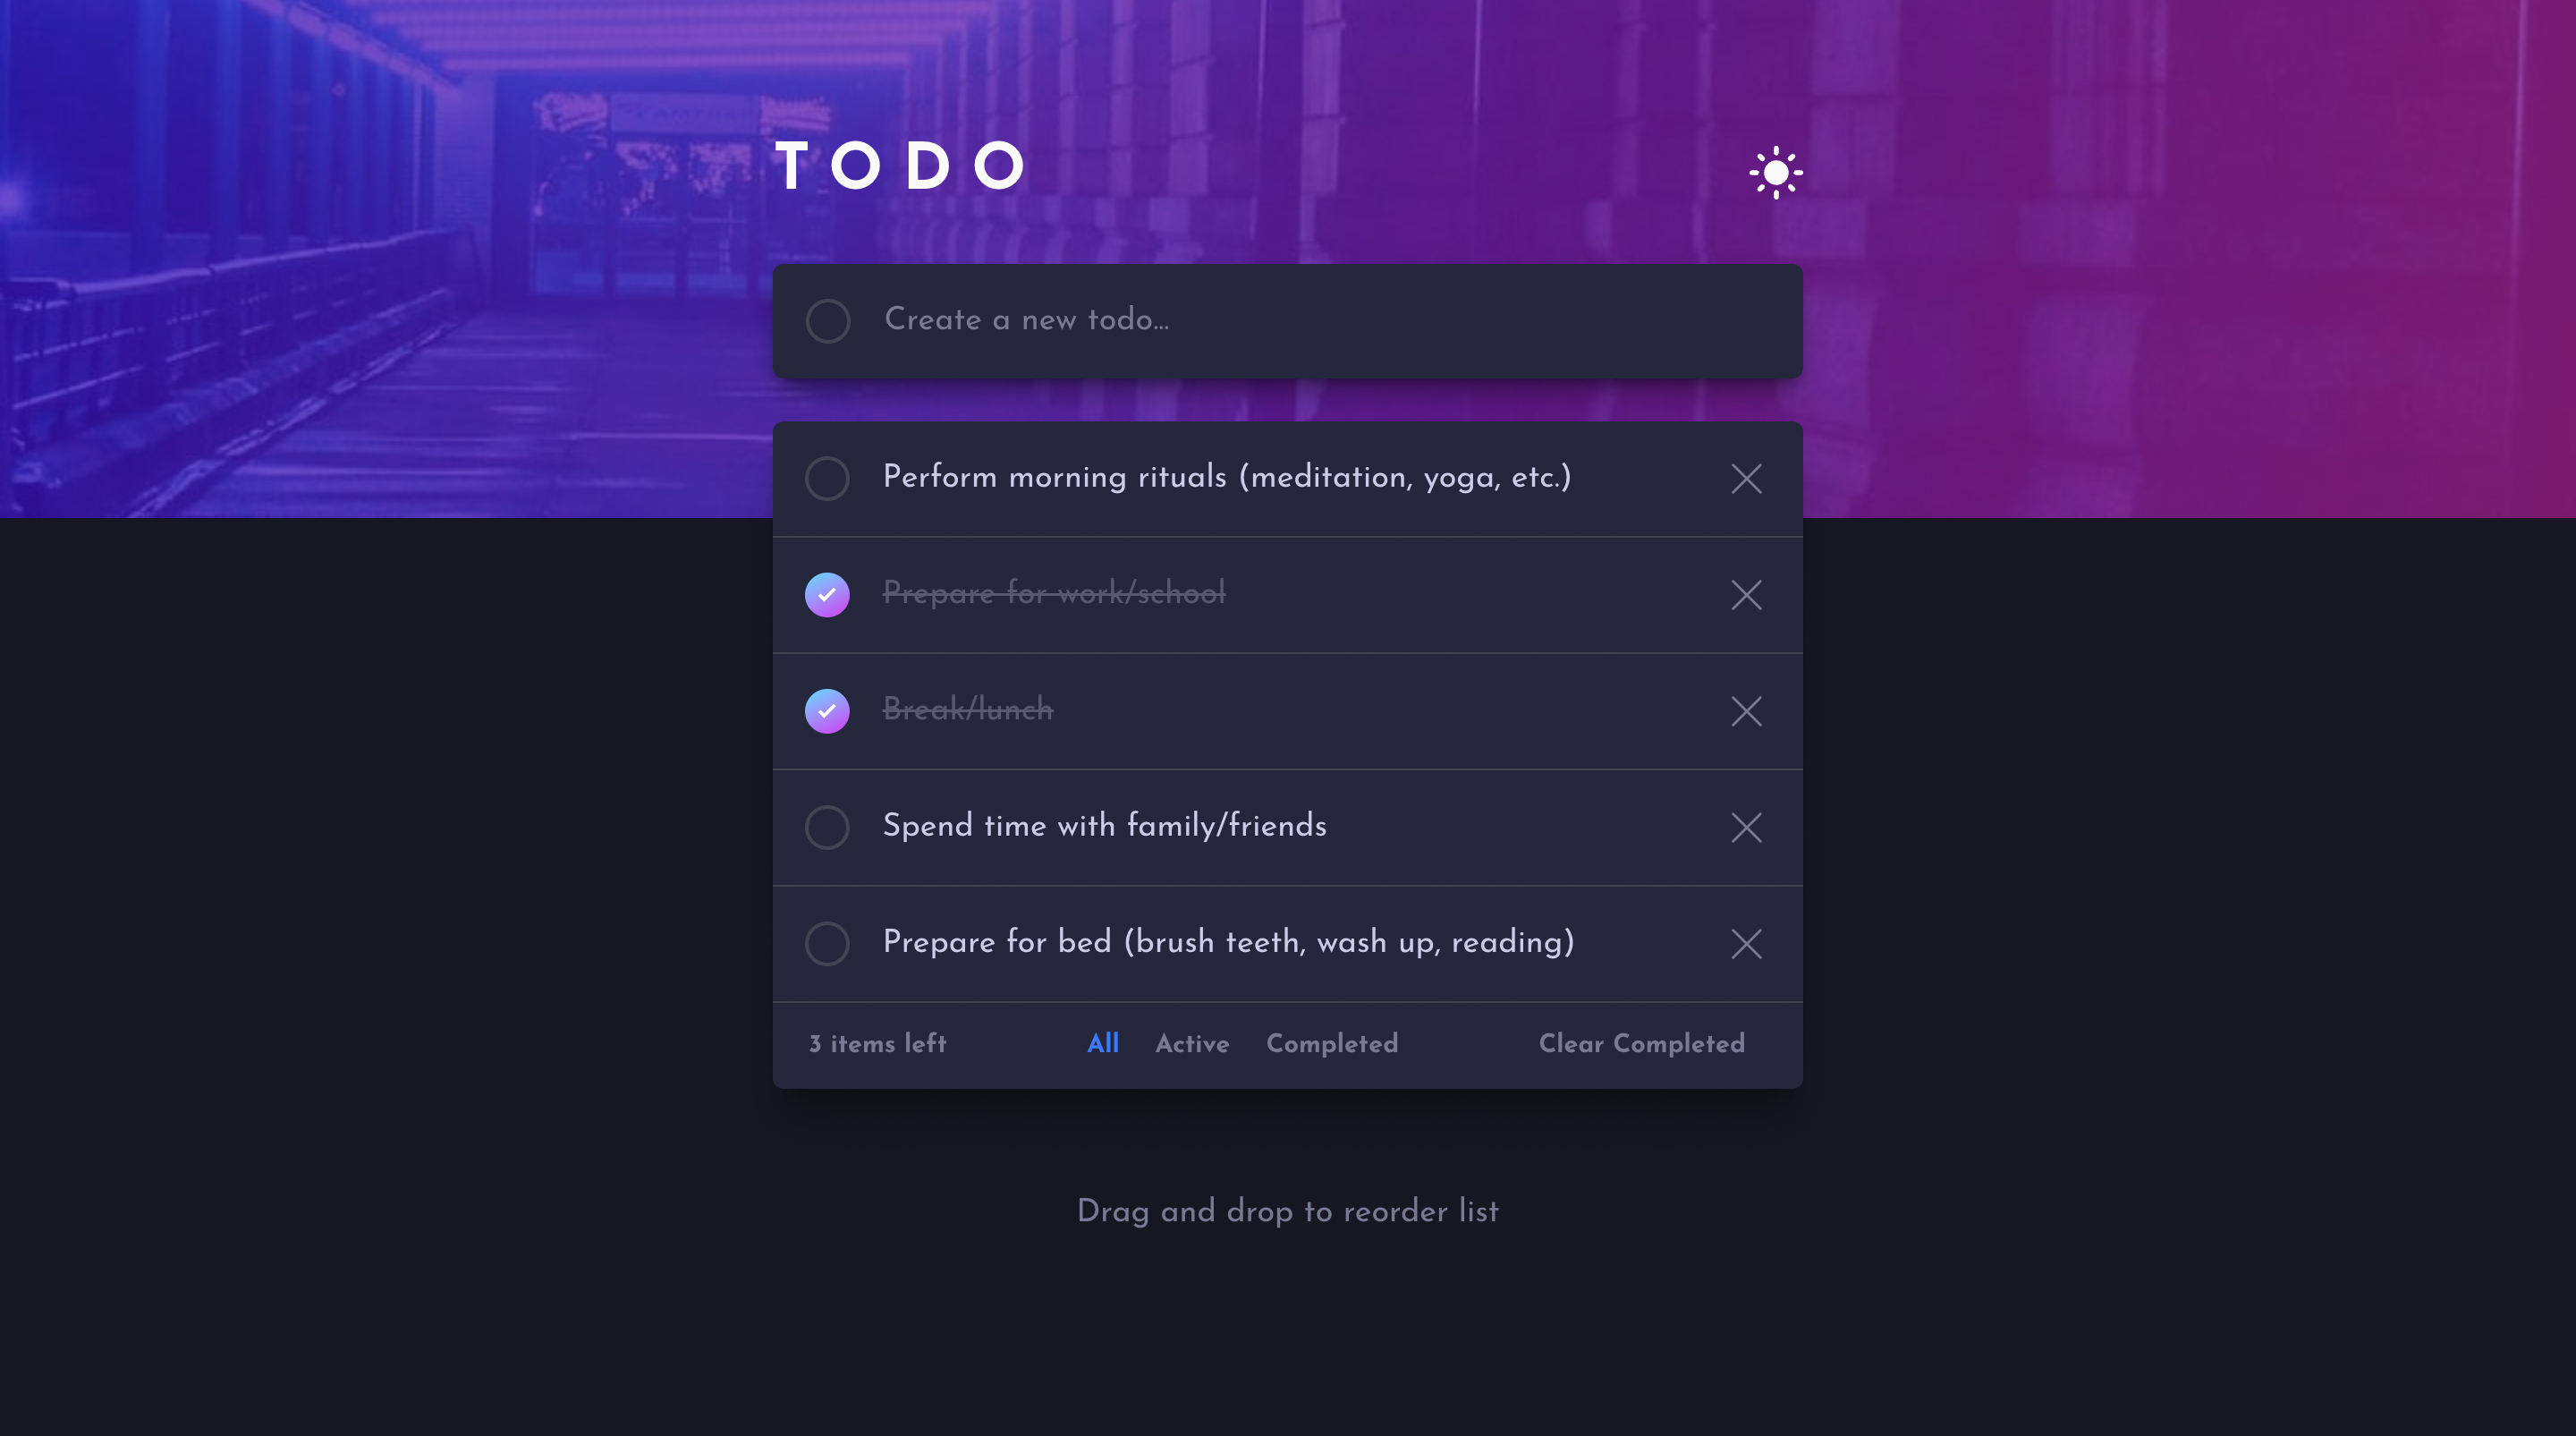 TODO
Create a new todo...
Perform morning rituals (meditation, yoga, etc.)
Prepare for work/school
Break/lunch
Spend time with family/friends
Prepare for bed (brush teeth, wash up, reading)
3 items left All Active Completed Clear Completed
Drag and drop to reorder list